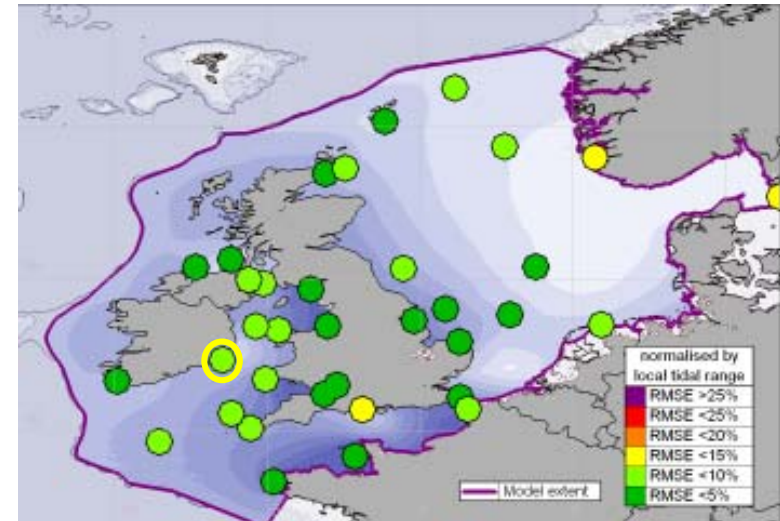 normalised by
local tidal range
RMSE >25%
RMSE <25%
RMSE <20%
RMSE <15%
RMSE <10%
RMSE <5%
Model extent